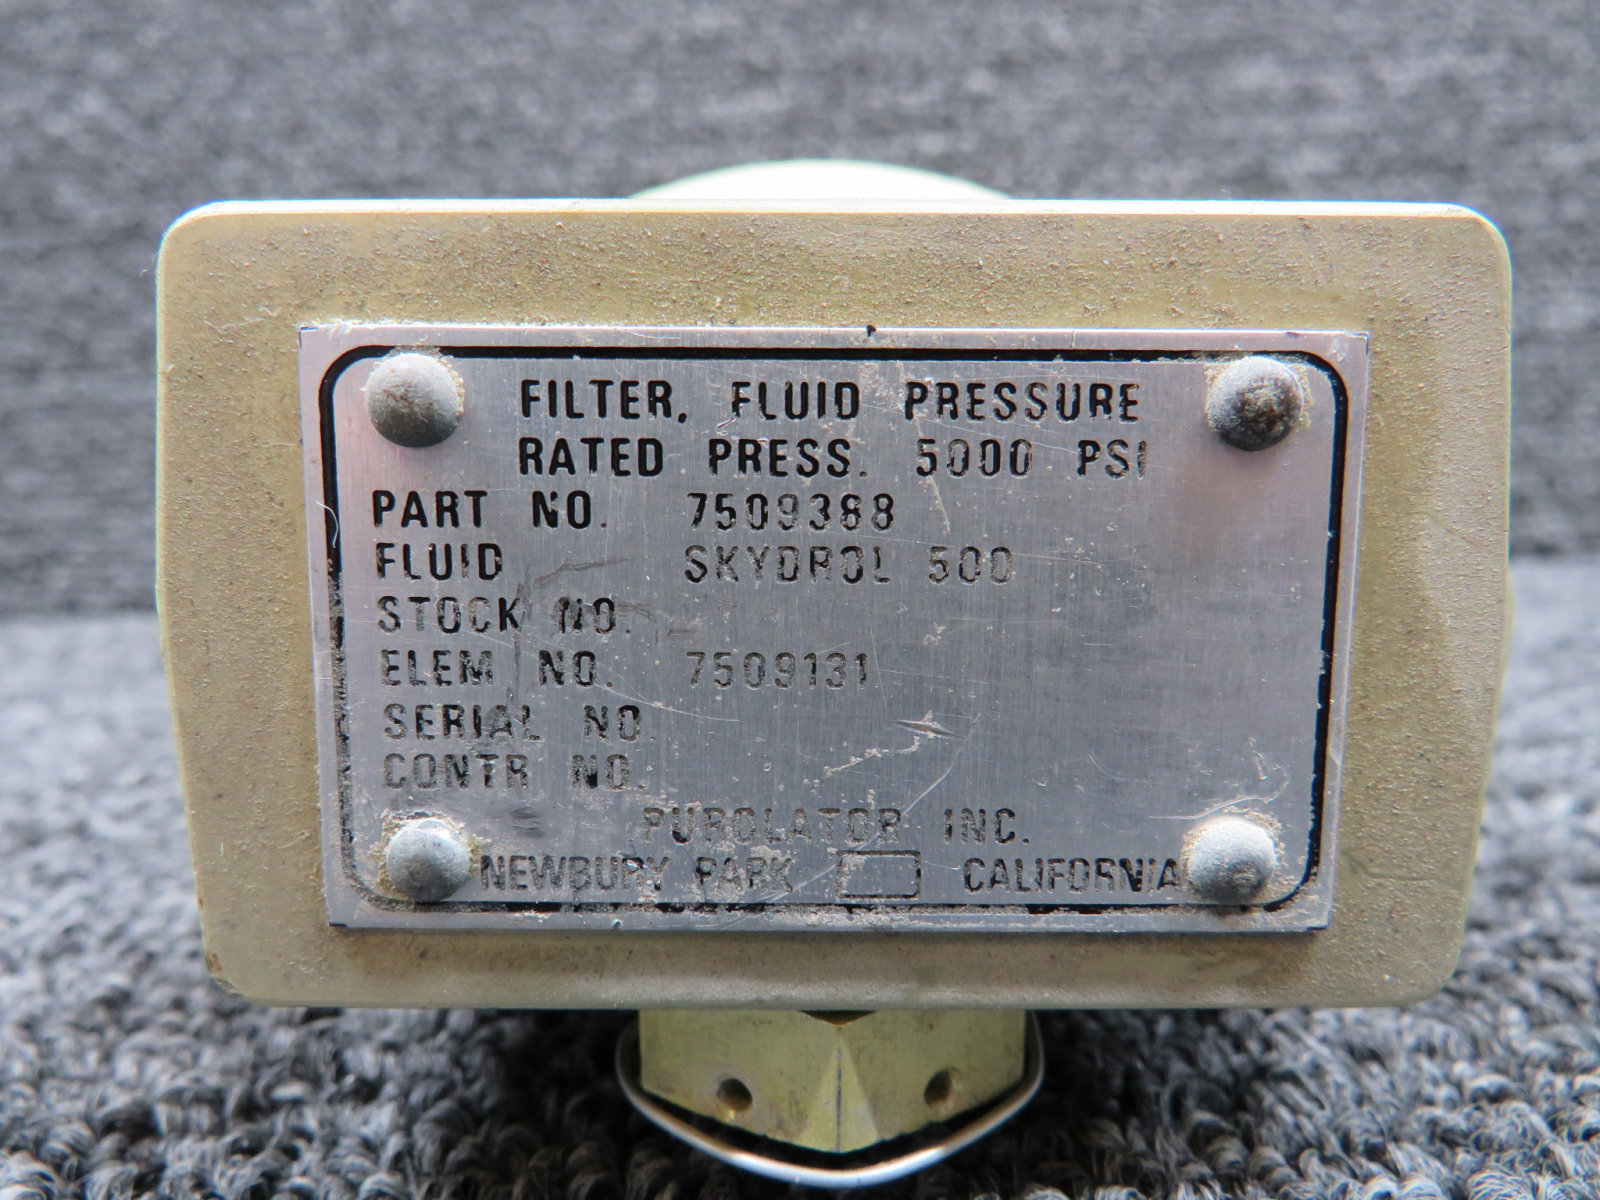 FILTER, FLUID PRESSURE
RATED PRESS. 5000 PSI
PART NO. 7509388
FLUID SKYDROL 500
STOCK NO.
ELEM NO. 7509131
SERIAL NO.
CONTR NO.
PUROLATOR INC.
NEWBURY PARK CALIFORNIA